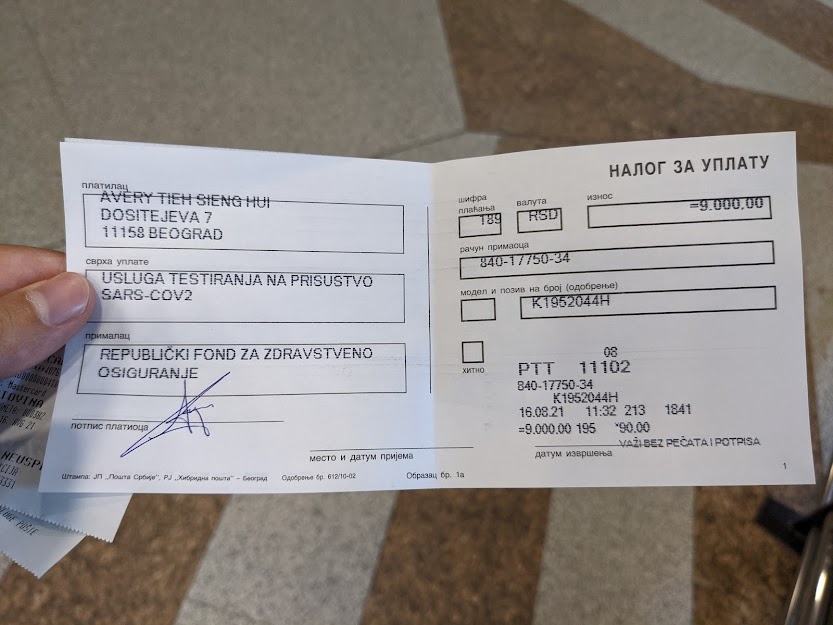 НАЛОГ ЗА УПЛАТУ
платилац
AVERY TIEH SIENG HUI
DOSITEJEVA 7
11158 BEOGRAD
сврха уплате
USLUGA TESTIRANJA NA PRISUSTVO
SARS-COV2
прималац
REPUBLIČKI FOND ZA ZDRAVSTVENO
OSIGURANJE
потпис платиоца
место и датум пријема
Штампа: ЈП „Пошта Србије", РЈ „Хибридна пошта" – Београд Одобрење бр. 612/10-02 Образац бр. 1а
шифра
плаћања валута износ
189 RSD =9.000,00
рачун примаоца
840-17750-34
модел и позив на број (одобрење)
K1952044H
хитно
08
PTT 11102
840-17750-34
K1952044H
16.08.21 11:32 213 1841
=9.000,00 195 *90.00
VAŽI BEZ PEČATA I POTPISA
датум извршења
1